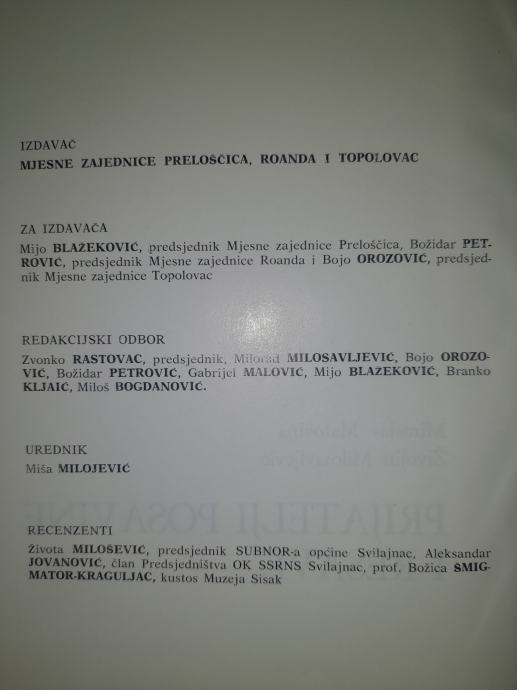 IZDAVAČ
MJESNE ZAJEDNICE PRELOŠČICA, ROANDA I TOPOLOVAC
ZA IZDAVAČA
Mijo BLAŽEKOVIĆ, predsjednik Mjesne zajednice Prelošćica, Božidar PET-
ROVIĆ, predsjednik Mjesne zajednice Roanda i Bojo OROZOVIĆ, predsjed-
nik Mjesne zajednice Topolovac
REDAKCIJSKI ODBOR
Zvonko RASTOVAC, predsjednik, Milorad MILOSAVLJEVIĆ, Bojo OROZO-
VIĆ, Božidar PETROVIĆ, Gabrijel MALOVIĆ, Mijo BLAŽEKOVIĆ, Branko
KLJAIĆ, Miloš BOGDANOVIĆ.
UREDNIK
Miša MILOJEVIĆ
RECENZENTI
Života MILOŠEVIĆ, predsjednik SUBNOR-a općine Svilajnac, Aleksandar
JOVANOVIĆ, član Predsjedništva OK SSRNS Svilajnac, prof. Božica ŠMIG-
MATOR-KRAGULJAC, kustos Muzeja Sisak
PRIJATELJI POSAVINE